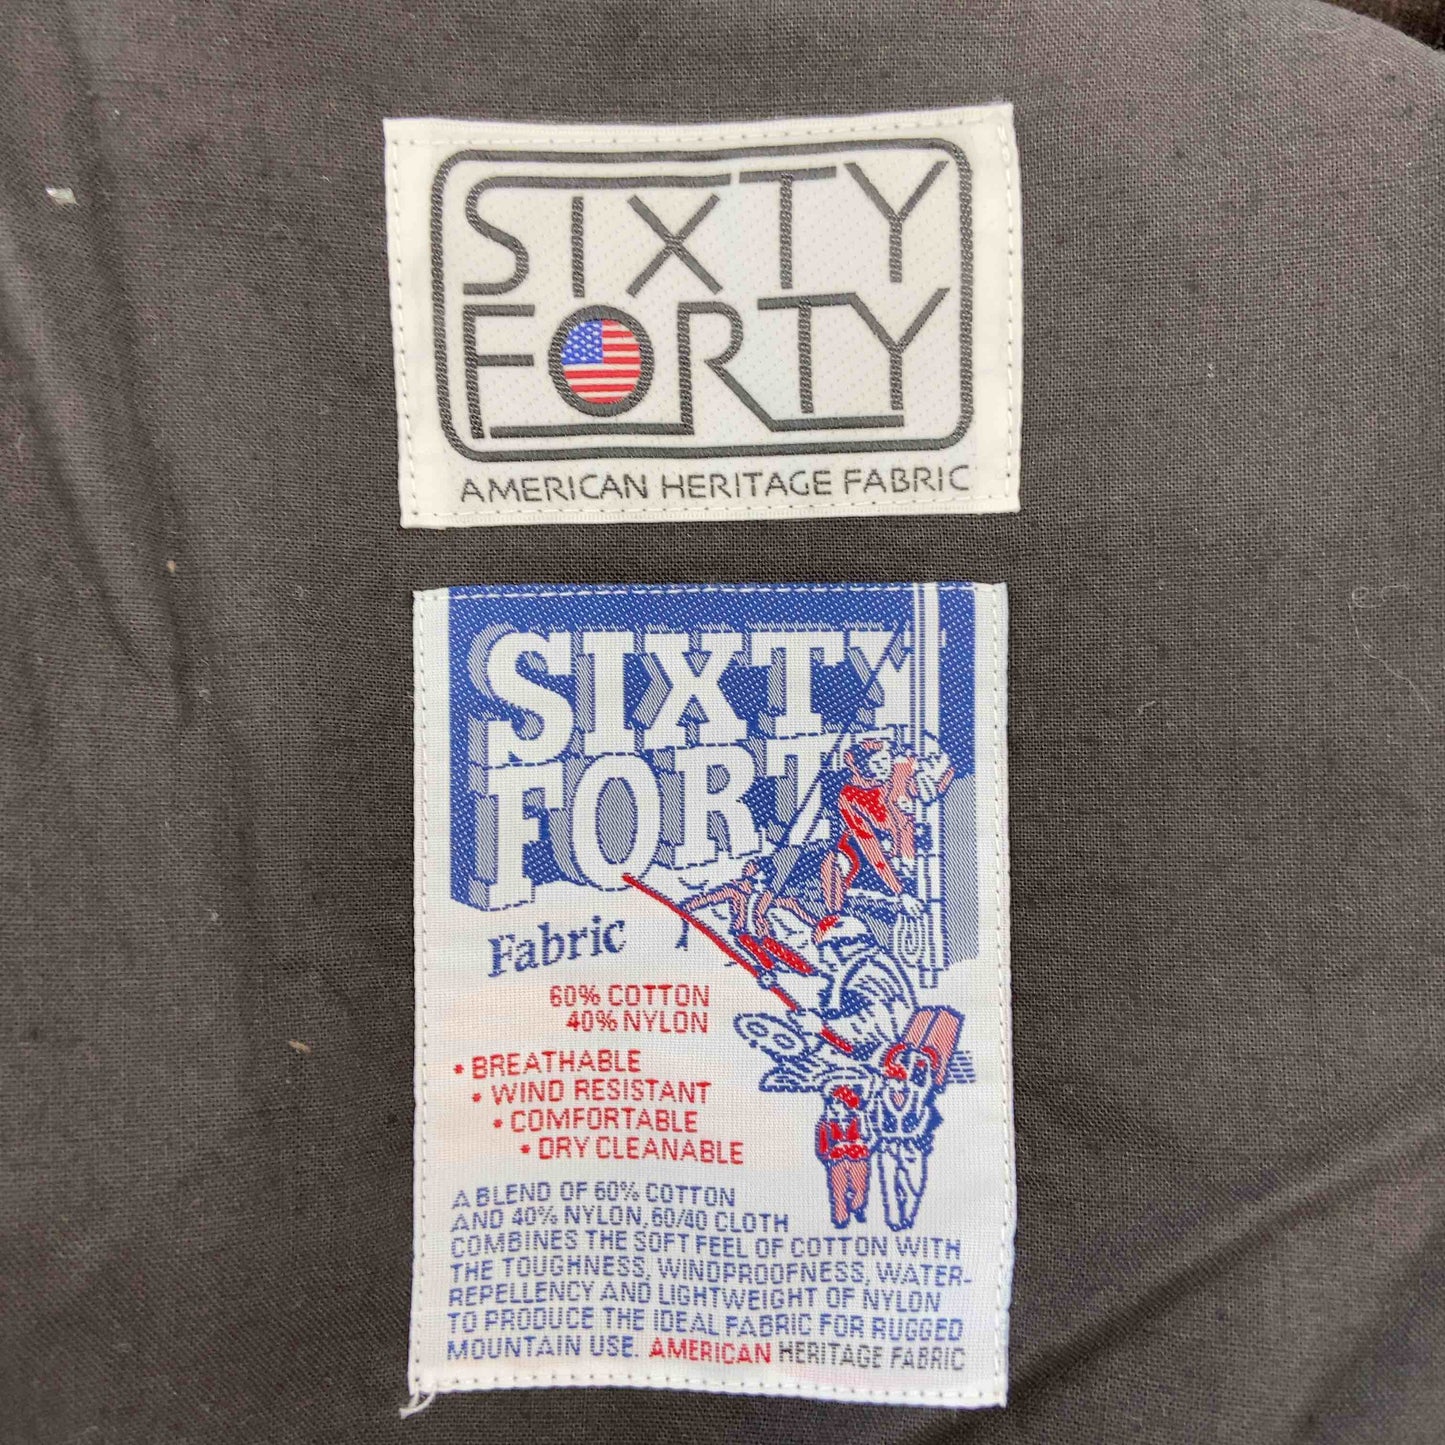 SIXTY
FORTY
AMERICAN HERITAGE FABRIC
SIXTY
FORTY
Fabric
60% COTTON
40% NYLON
• BREATHABLE
• WIND RESISTANT
• COMFORTABLE
• DRY CLEANABLE
A BLEND OF 60% COTTON
AND 40% NYLON, 60/40 CLOTH
COMBINES THE SOFT FEEL OF COTTON WITH
THE TOUGHNESS, WINDPROOFNESS, WATER-
REPELLENCY AND LIGHTWEIGHT OF NYLON
TO PRODUCE THE IDEAL FABRIC FOR RUGGED
MOUNTAIN USE. AMERICAN HERITAGE FABRIC